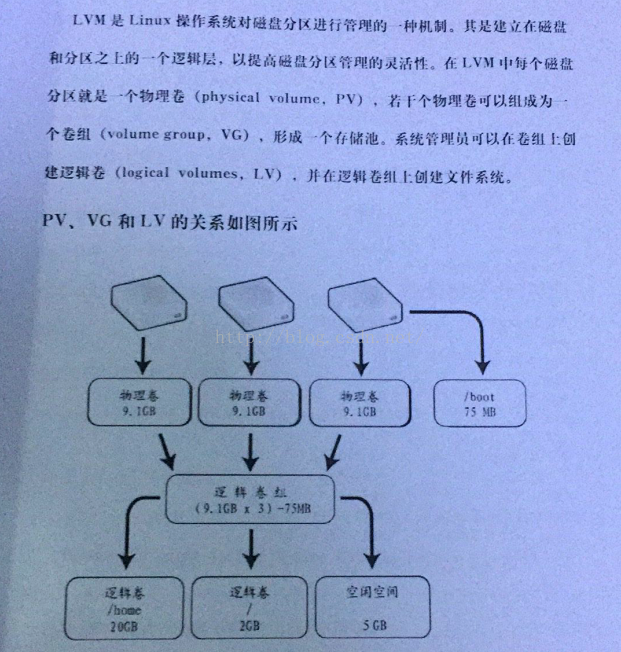 LVM 是 Linux 操作系统对磁盘分区进行管理的一种机制。其是建立在磁盘
和分区之上的一个逻辑层，以提高磁盘分区管理的灵活性。在 LVM 中每个磁盘
分区就是一个物理卷（physical volume，PV），若干个物理卷可以组成为一
个卷组（volume group，VG），形成一个存储池。系统管理员可以在卷组上创
建逻辑卷（logical volumes，LV），并在逻辑卷组上创建文件系统。
PV、VG 和 LV 的关系如图所示
物理卷
9.1GB
物理卷
9.1GB
物理卷
9.1GB
/boot
75 MB
逻辑卷组
(9.1GB x 3)-75MB
逻辑卷
/home
20GB
逻辑卷
/
2GB
空闲空间
5GB